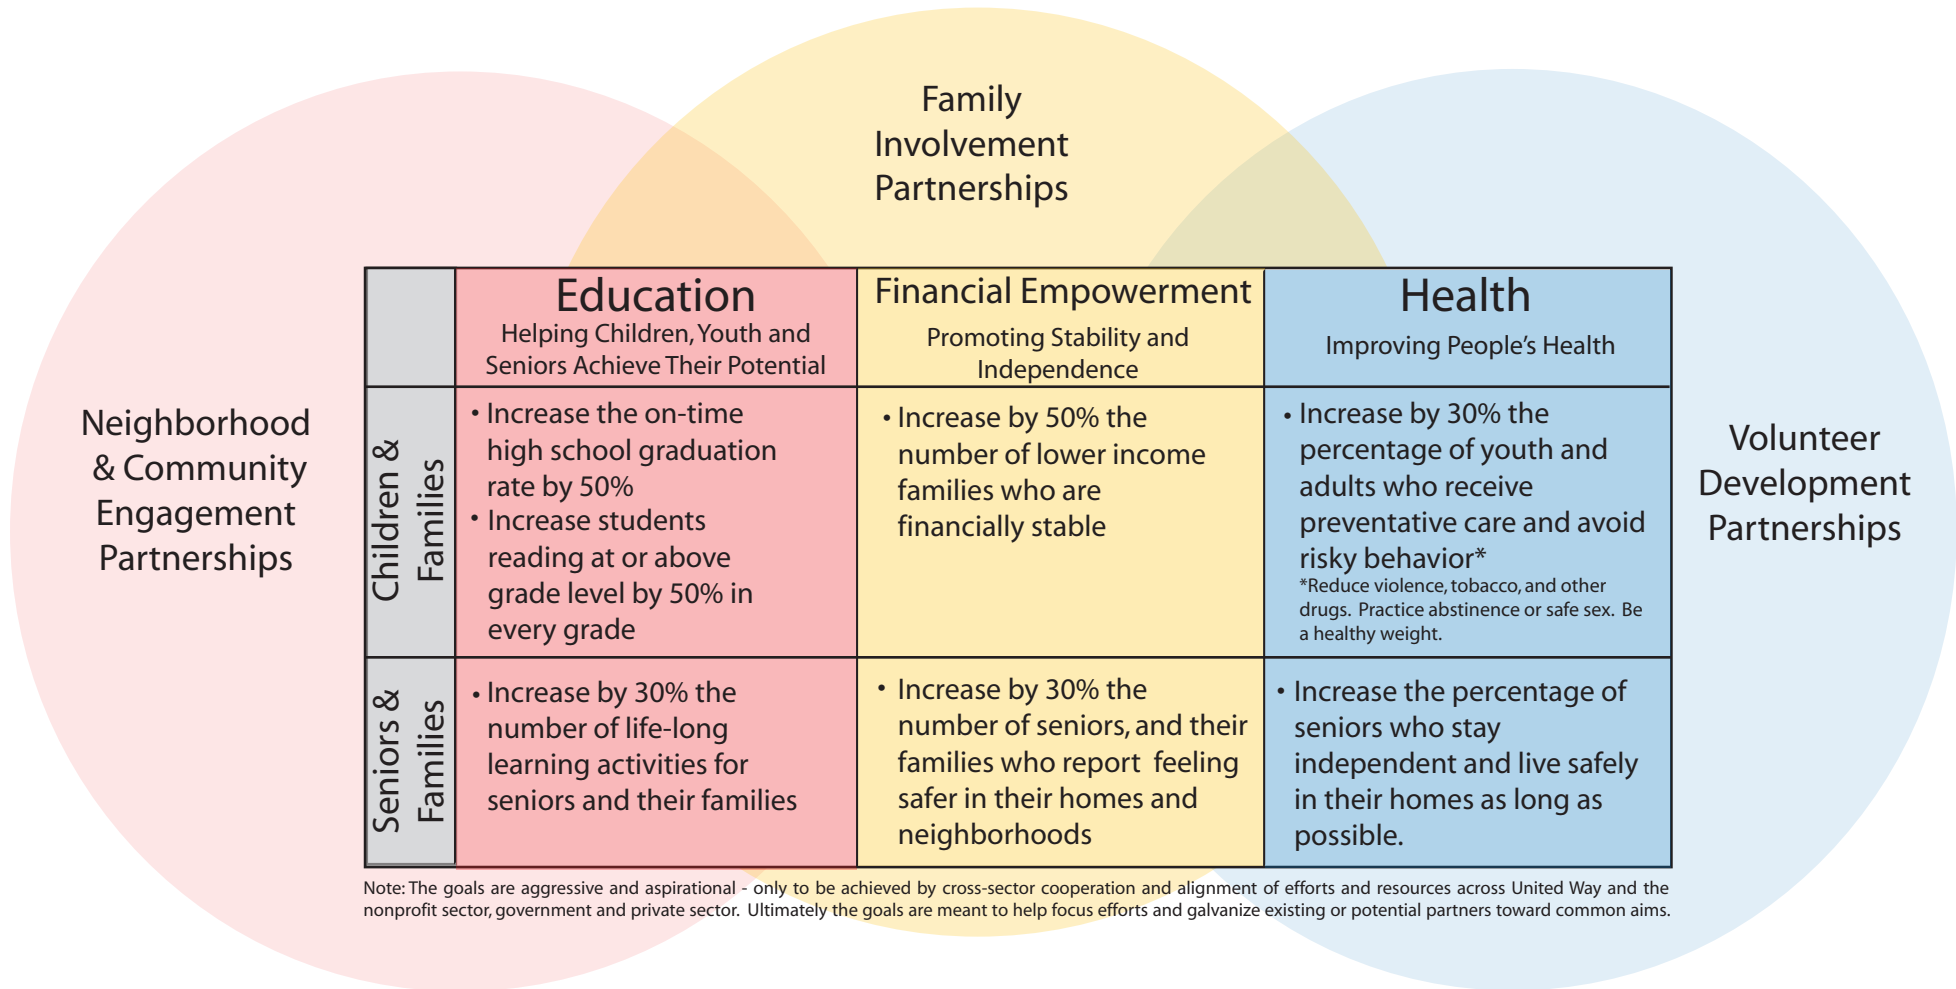 Family
Involvement
Partnerships
Neighborhood
& Community
Engagement
Partnerships
Volunteer
Development
Partnerships
Education
Helping Children, Youth and
Seniors Achieve Their Potential
Financial Empowerment
Promoting Stability and
Independence
Health
Improving People's Health
Children &
Families
• Increase the on-time
high school graduation
rate by 50%
• Increase students
reading at or above
grade level by 50% in
every grade
• Increase by 50% the
number of lower income
families who are
financially stable
• Increase by 30% the
percentage of youth and
adults who receive
preventative care and avoid
risky behavior*
*Reduce violence, tobacco, and other
drugs. Practice abstinence or safe sex. Be
a healthy weight.
Seniors &
Families
• Increase by 30% the
number of life-long
learning activities for
seniors and their families
• Increase by 30% the
number of seniors, and their
families who report feeling
safer in their homes and
neighborhoods
• Increase the percentage of
seniors who stay
independent and live safely
in their homes as long as
possible.
Note: The goals are aggressive and aspirational - only to be achieved by cross-sector cooperation and alignment of efforts and resources across United Way and the
nonprofit sector, government and private sector. Ultimately the goals are meant to help focus efforts and galvanize existing or potential partners toward common aims.